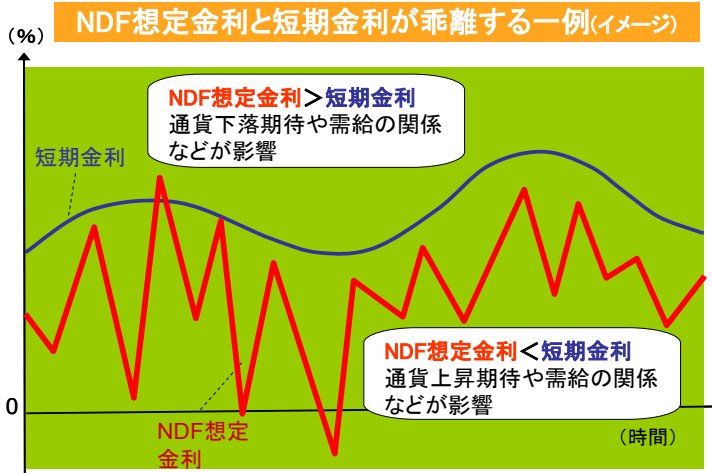 NDF想定金利と短期金利が乖離する一例(イメージ)
(%)
NDF想定金利＞短期金利
通貨下落期待や需給の関係
などが影響
短期金利
NDF想定金利＜短期金利
通貨上昇期待や需給の関係
などが影響
0
NDF想定
金利
(時間)